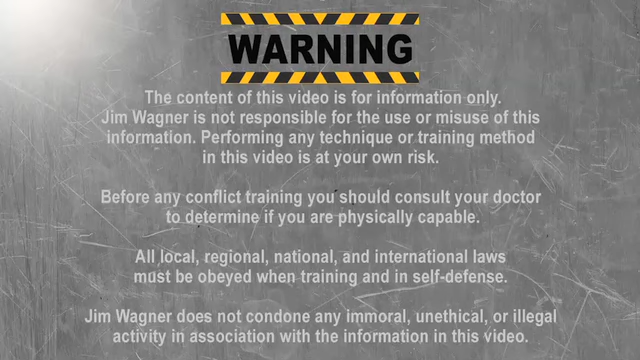 WARNING
The content of this video is for information only.
Jim Wagner is not responsible for the use or misuse of this
information. Performing any technique or training method
in this video is at your own risk.
Before any conflict training you should consult your doctor
to determine if you are physically capable.
All local, regional, national, and international laws
must be obeyed when training and in self-defense.
Jim Wagner does not condone any immoral, unethical, or illegal
activity in association with the information in this video.